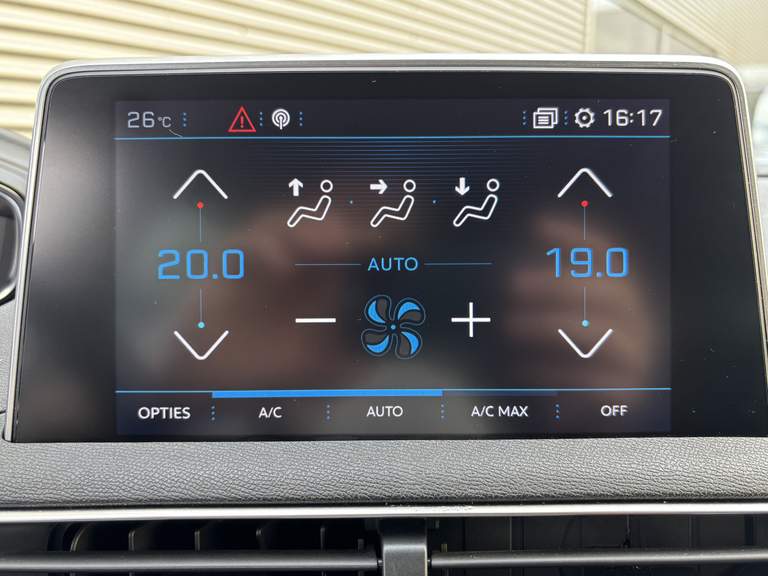 26°C 16:17
20.0 19.0
AUTO
OPTIES A/C AUTO A/C MAX OFF